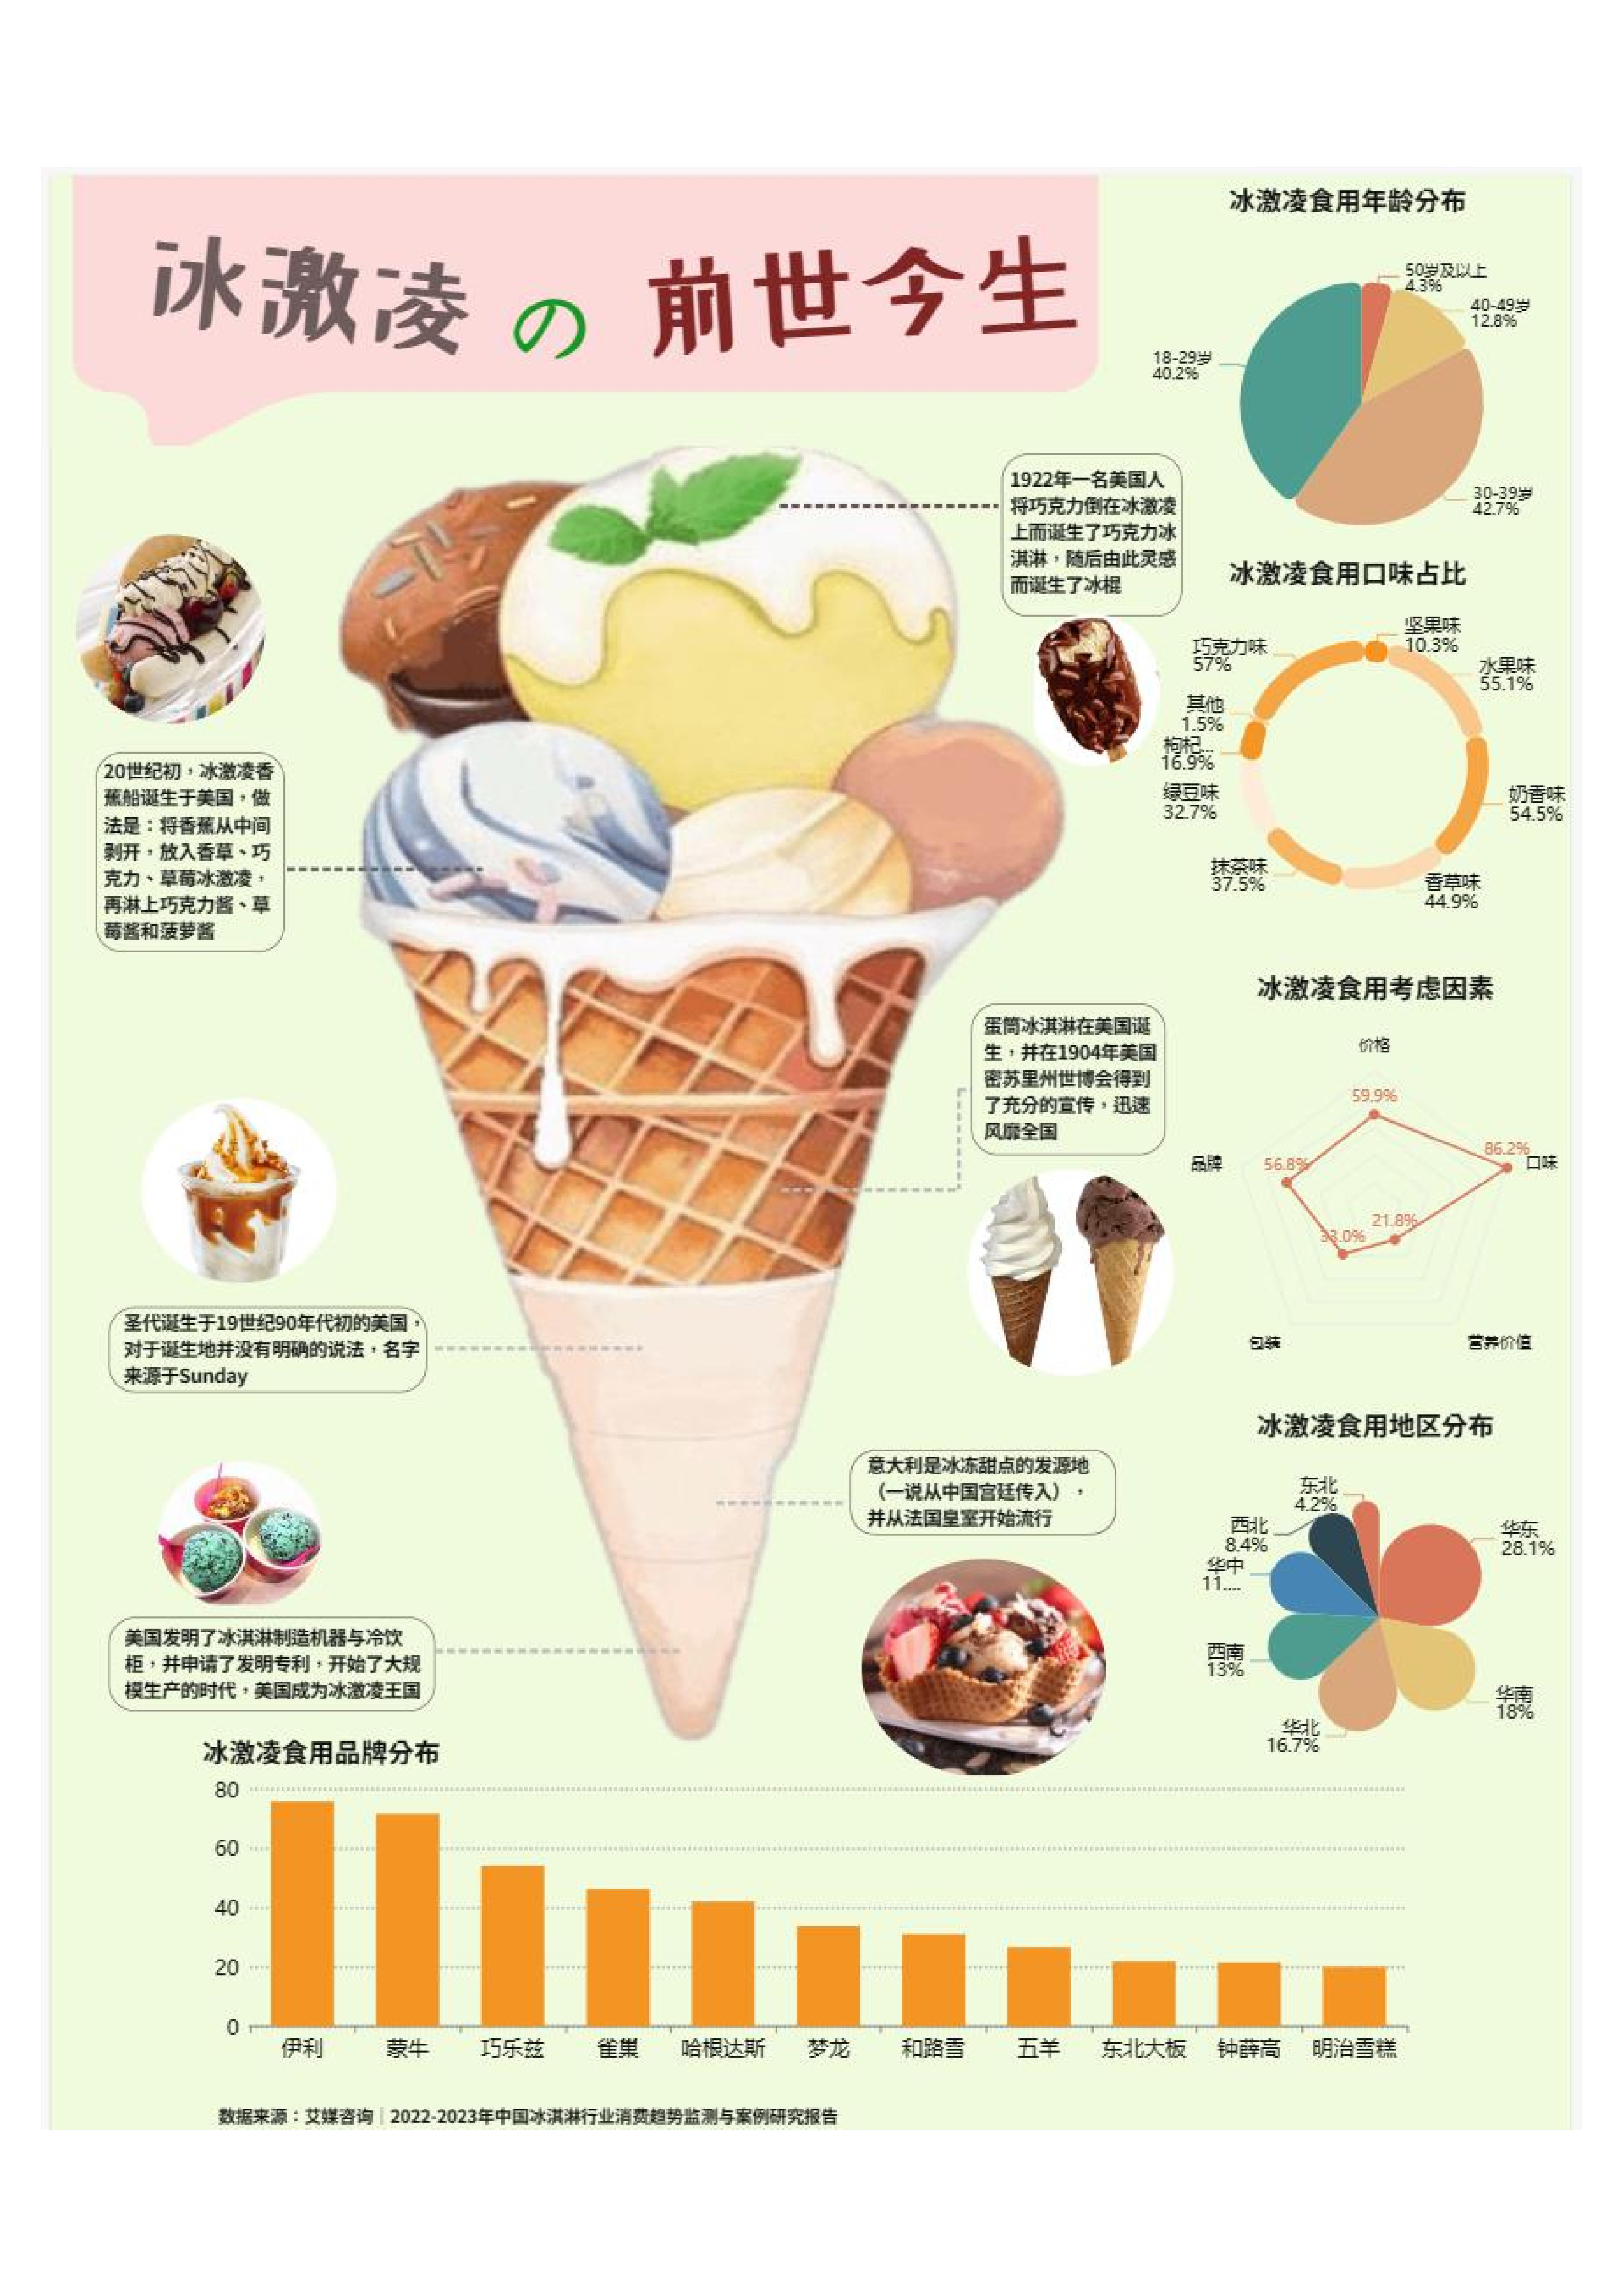 冰激凌の前世今生
冰激凌食用年龄分布
50岁及以上
4.3%
40-49岁
12.8%
18-29岁
40.2%
30-39岁
42.7%
1922年一名美国人
将巧克力倒在冰激凌
上而诞生了巧克力冰
淇淋，随后由此灵感
而诞生了冰棍
冰激凌食用口味占比
坚果味
10.3%
巧克力味
57%
水果味
55.1%
其他
1.5%
枸杞...
16.9%
绿豆味
32.7%
奶香味
54.5%
抹茶味
37.5%
香草味
44.9%
20世纪初，冰激凌香
蕉船诞生于美国，做
法是：将香蕉从中间
剥开，放入香草、巧
克力、草莓冰激凌，
再淋上巧克力酱、草
莓酱和菠萝酱
冰激凌食用考虑因素
价格
59.9%
86.2%
口味
品牌
56.8%
21.8%
33.0%
包装
营养价值
蛋筒冰淇淋在美国诞
生，并在1904年美国
密苏里州世博会得到
了充分的宣传，迅速
风靡全国
圣代诞生于19世纪90年代初的美国，
对于诞生地并没有明确的说法，名字
来源于Sunday
冰激凌食用地区分布
东北
4.2%
西北
8.4%
华东
28.1%
华中
11....
西南
13%
华南
18%
华北
16.7%
意大利是冰冻甜点的发源地
（一说从中国宫廷传入），
并从法国皇室开始流行
美国发明了冰淇淋制造机器与冷饮
柜，并申请了发明专利，开始了大规
模生产的时代，美国成为冰激凌王国
冰激凌食用品牌分布
80
60
40
20
0
伊利 蒙牛 巧乐兹 雀巢 哈根达斯 梦龙 和路雪 五羊 东北大板 钟薛高 明治雪糕
数据来源：艾媒咨询｜2022-2023年中国冰淇淋行业消费趋势监测与案例研究报告